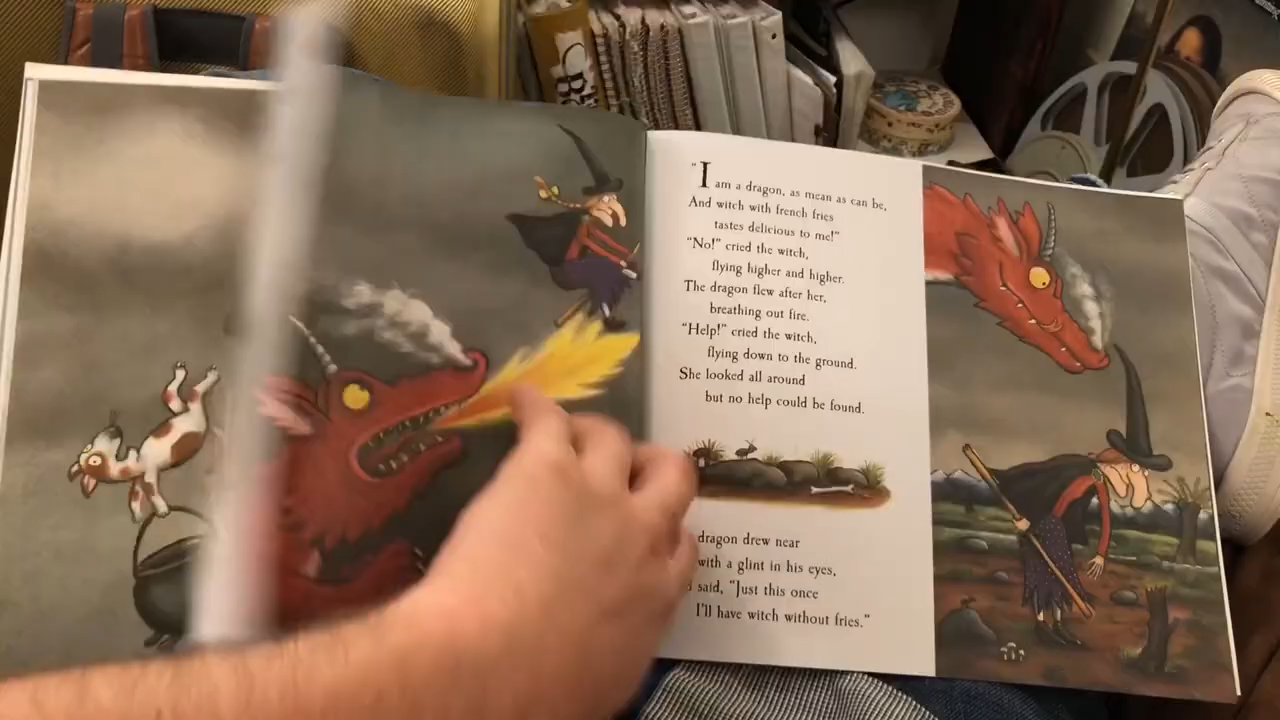 "I am a dragon, as mean as can be,
And witch with french fries
tastes delicious to me!"
"No!" cried the witch,
flying higher and higher.
The dragon flew after her,
breathing out fire.
"Help!" cried the witch,
flying down to the ground.
She looked all around
but no help could be found.
dragon drew near
with a glint in his eyes,
said, "Just this once
I'll have witch without fries."